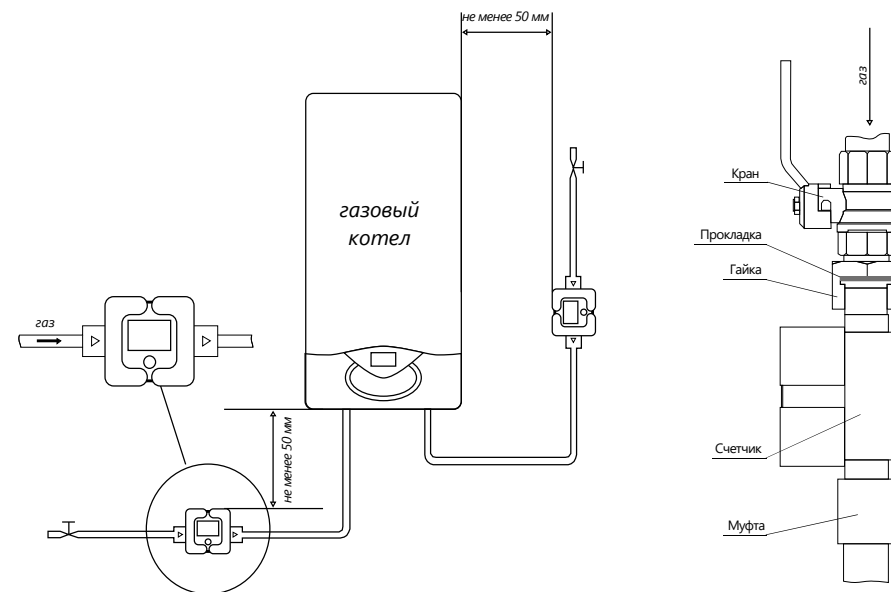 не менее 50 мм
газовый
котел
газ
не менее 50 мм
газ
Кран
Прокладка
Гайка
Счетчик
Муфта